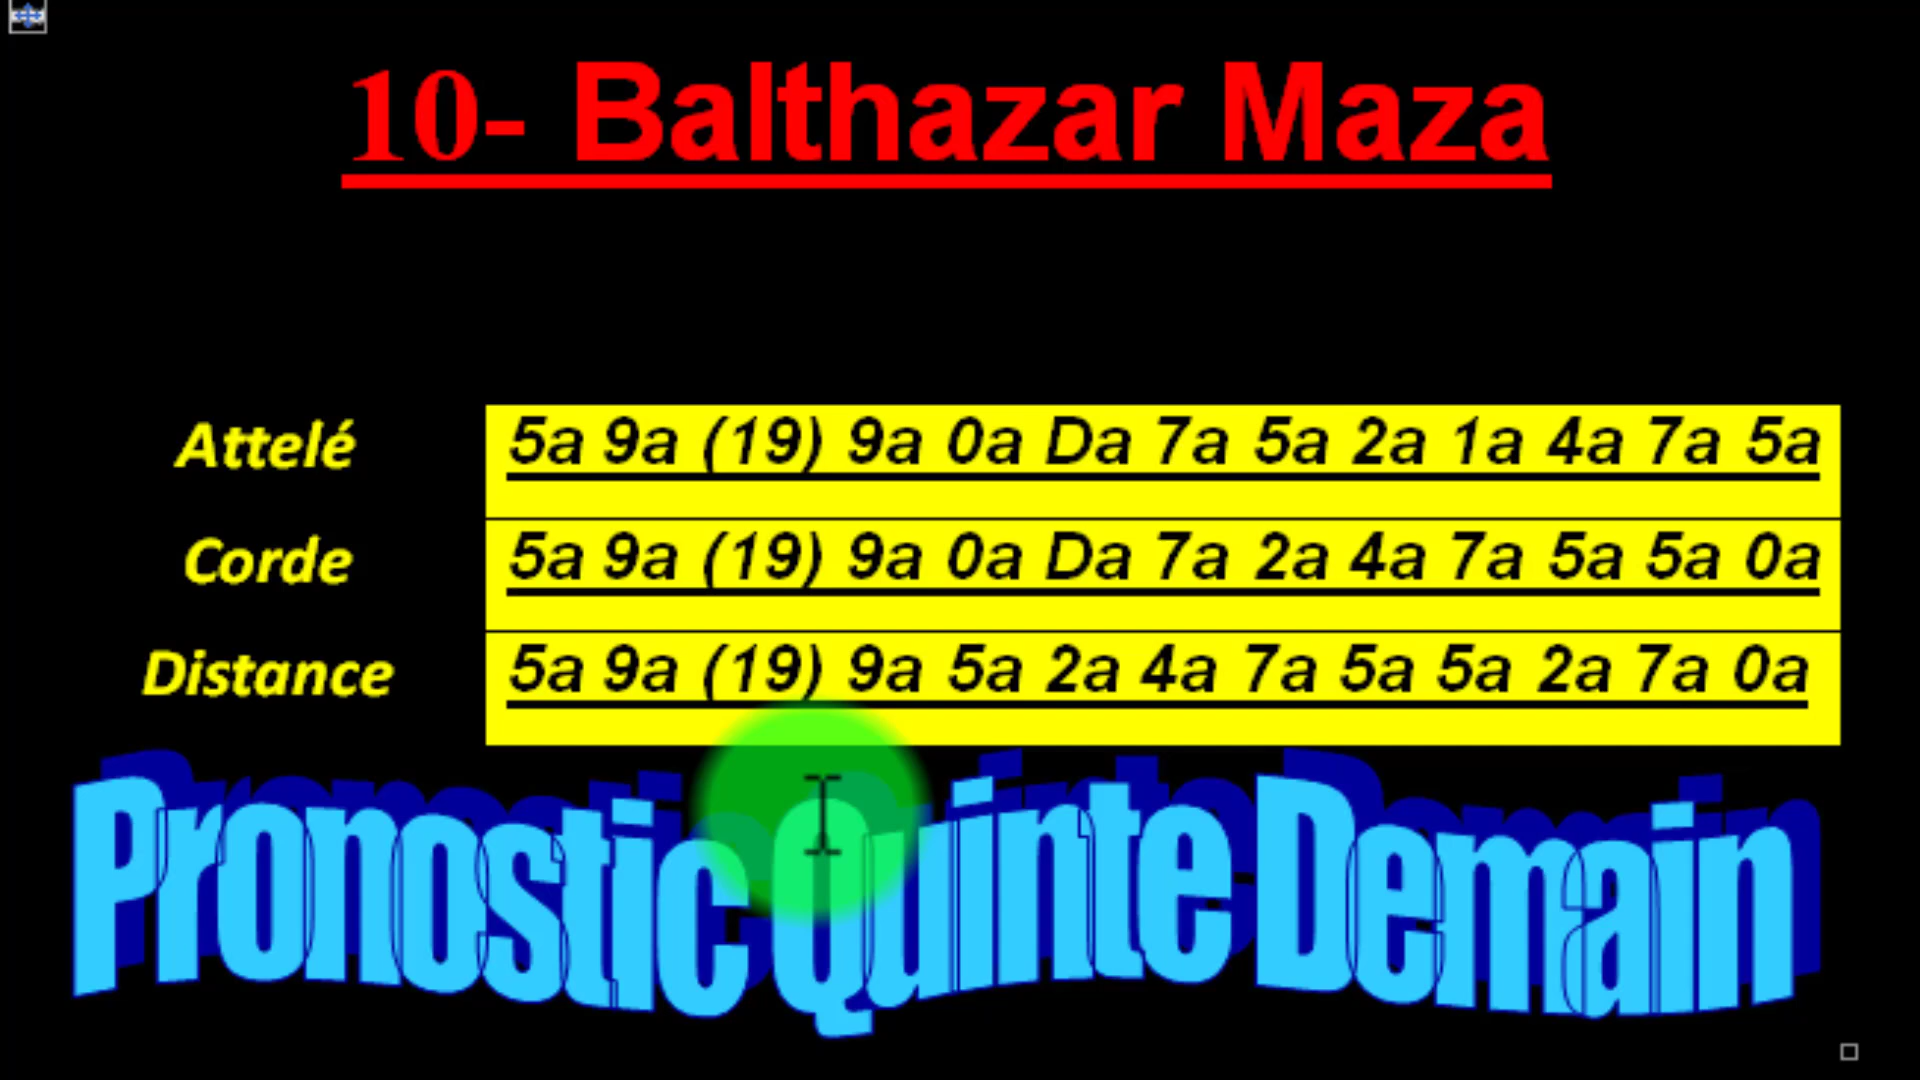 10- Balthazar Maza
Attelé 5a 9a (19) 9a 0a Da 7a 5a 2a 1a 4a 7a 5a
Corde 5a 9a (19) 9a 0a Da 7a 2a 4a 7a 5a 5a 0a
Distance 5a 9a (19) 9a 5a 2a 4a 7a 5a 5a 2a 7a 0a
Pronostic Quinte Demain